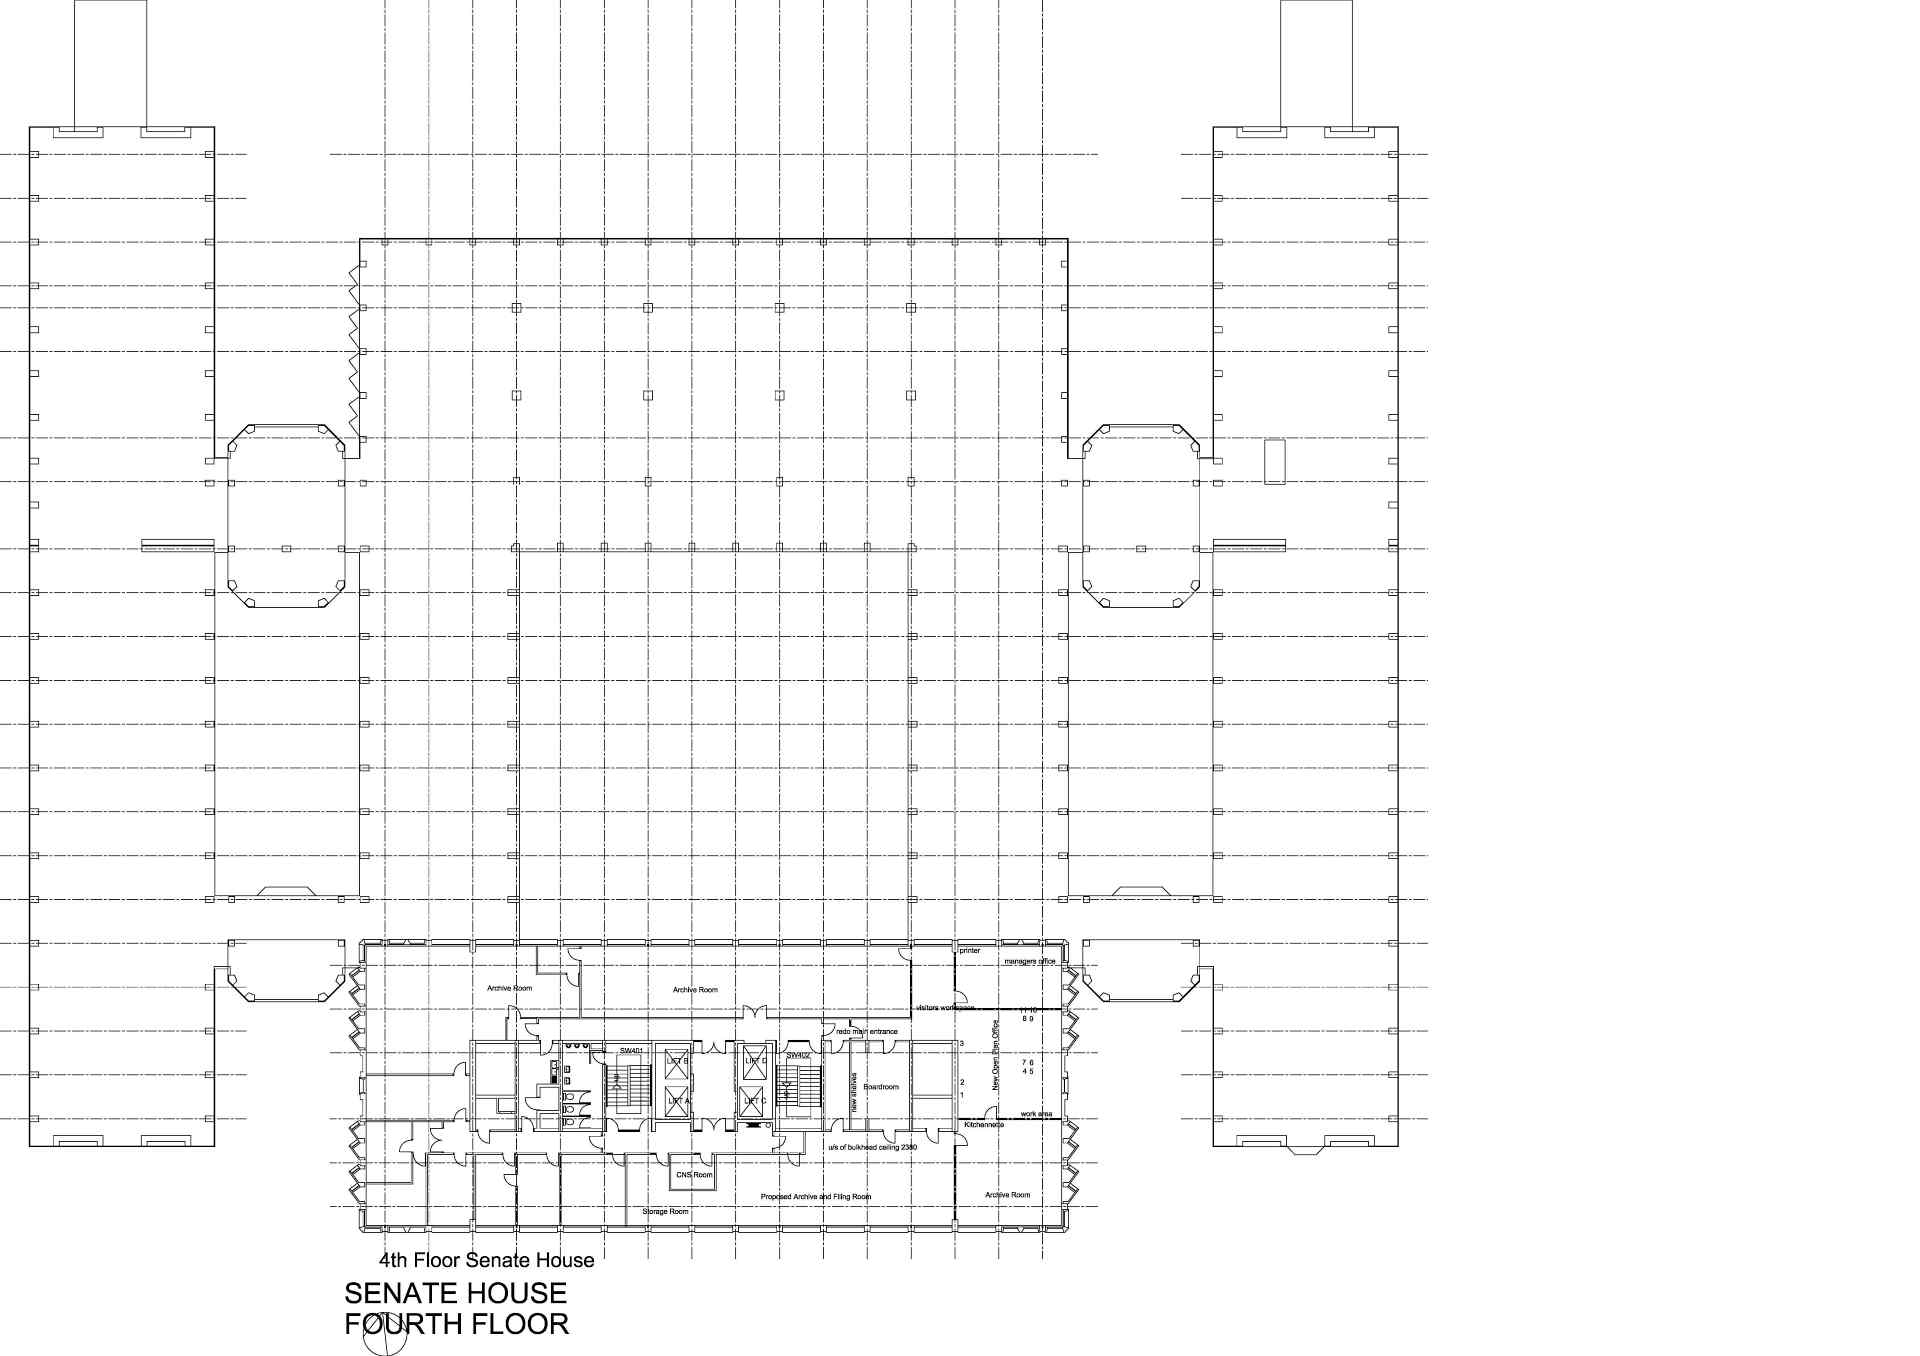 printer
managers office
Archive Room
Archive Room
visitors workspace
11 10
8 9
redo main entrance
New Open Plan Office
3
SW401
LIFT B
LIFT D
SW402
7 6
4 5
new shelves
Boardroom
2
1
LIFT A
LIFT C
work area
Kitchennette
u/s of bulkhead ceiling 2380
CNS Room
Proposed Archive and Filing Room
Archive Room
Storage Room
4th Floor Senate House
SENATE HOUSE
FOURTH FLOOR